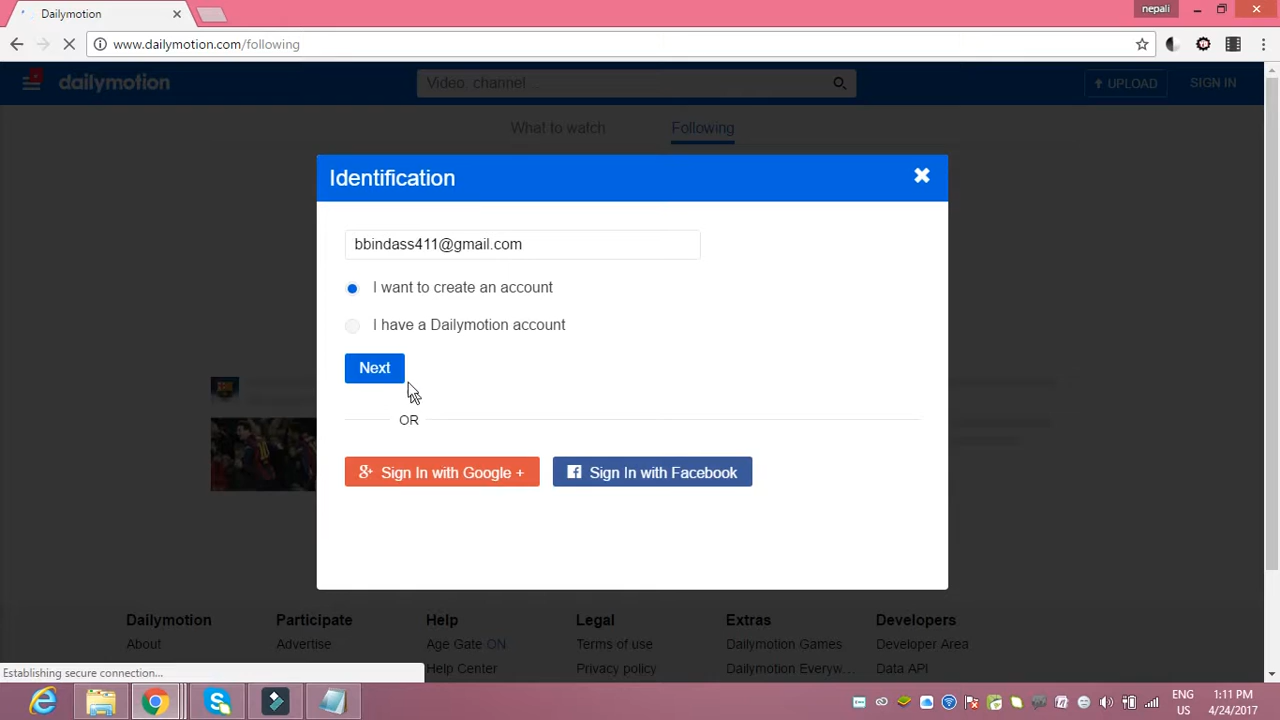 Dailymotion
nepali
www.dailymotion.com/following
dailymotion
Video, channel...
UPLOAD
SIGN IN
What to watch
Following
Identification
bbindass411@gmail.com
I want to create an account
I have a Dailymotion account
Next
OR
Sign In with Google +
Sign In with Facebook
Dailymotion
Participate
Help
Legal
Extras
Developers
About
Advertise
Age Gate ON
Terms of use
Dailymotion Games
Developer Area
Help Center
Privacy policy
Dailymotion Everyw...
Data API
Establishing secure connection...
ENG
US
1:11 PM
4/24/2017